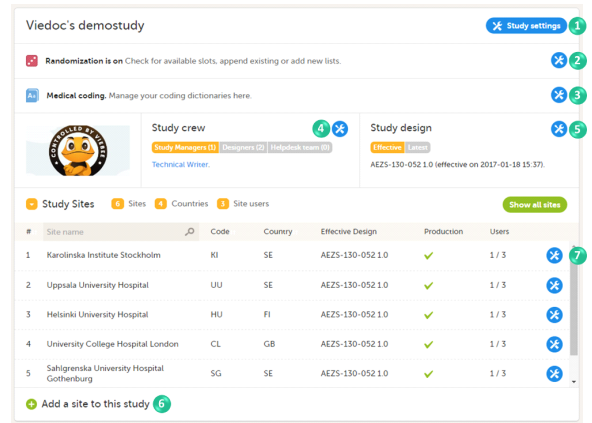 Viedoc's demostudy
Study settings 1
Randomization is on Check for available slots, append existing or add new lists. 2
Medical coding. Manage your coding dictionaries here. 3
CONTROLLED BY VIEDOC
Study crew 4
Study Managers (1) Designers (2) Helpdesk team (0)
Technical Writer.
Study design 5
Effective Latest
AEZS-130-052 1.0 (effective on 2017-01-18 15:37).
Study Sites 6 Sites 4 Countries 3 Site users Show all sites
# Site name Code Country Effective Design Production Users
1 Karolinska Institute Stockholm KI SE AEZS-130-052 1.0 1 / 3 7
2 Uppsala University Hospital UU SE AEZS-130-052 1.0 1 / 3
3 Helsinki University Hospital HU FI AEZS-130-052 1.0 1 / 3
4 University College Hospital London CL GB AEZS-130-052 1.0 1 / 3
5 Sahlgrenska University Hospital Gothenburg SG SE AEZS-130-052 1.0 1 / 3
Add a site to this study 6